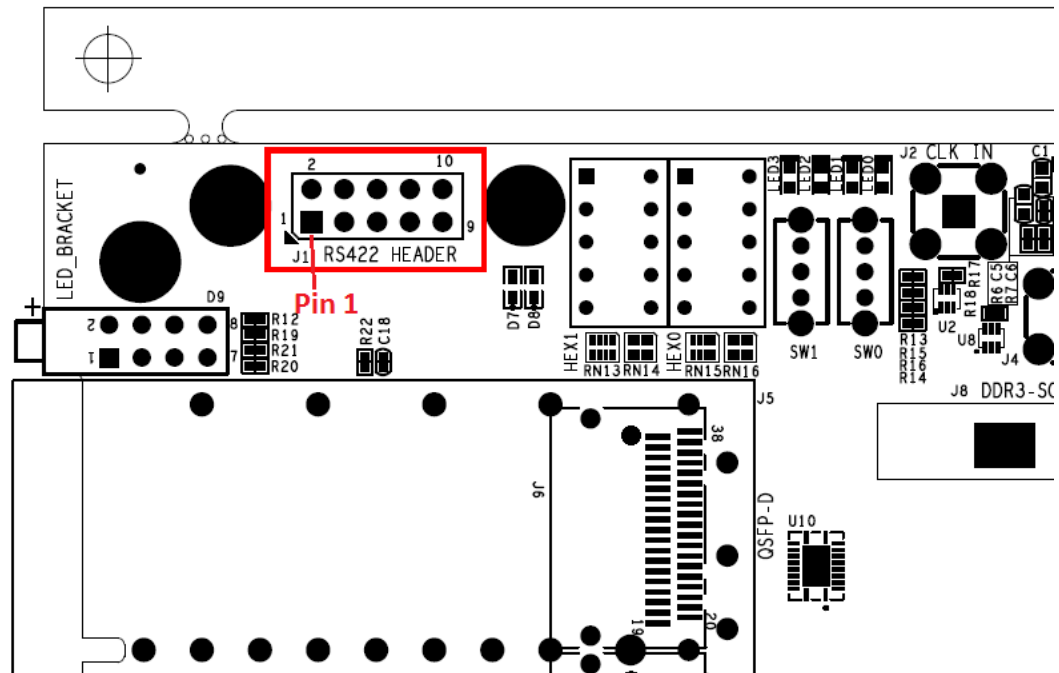 2 10
1 9
J1 RS422 HEADER
Pin 1
LED_BRACKET
+
D9
2 8
1 7
R12
R19
R21
R20
R22
C18
D7
D8
HEX1
RN13
RN14
HEX0
RN15
RN16
LED3
LED2
LED1
LED0
SW1
SW0
J2 CLK IN
C1
R17
R18
U2
R6 C5
R7 C6
U8
J4
R13
R15
R16
R14
J8 DDR3-SO
J5
38
J6
QSFP-D
U10
19
20